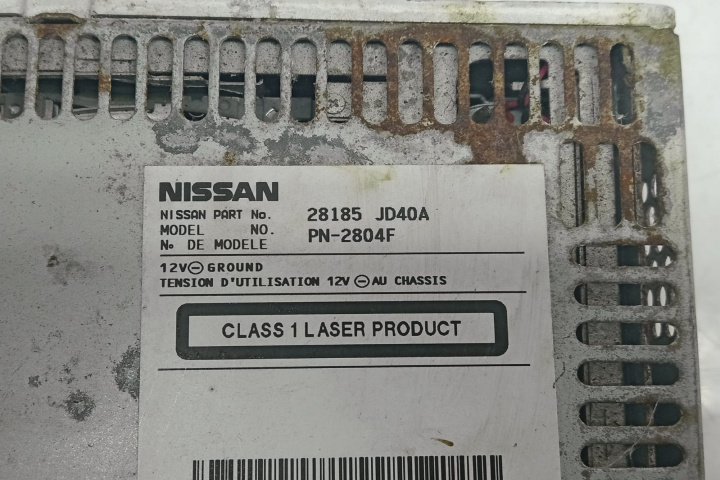 NISSAN
NISSAN PART No. 28185 JD40A
MODEL NO. PN-2804F
No DE MODELE
12V⊖GROUND
TENSION D'UTILISATION 12V ⊖AU CHASSIS
CLASS 1 LASER PRODUCT